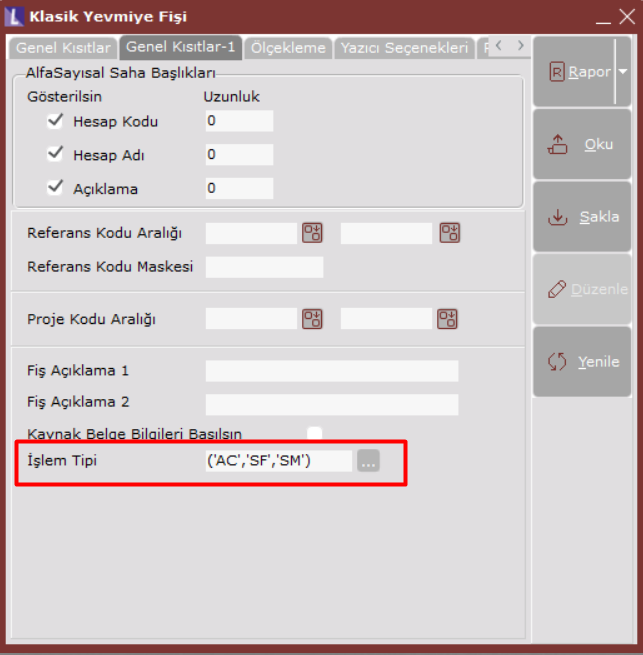 Klasik Yevmiye Fişi
Genel Kısıtlar Genel Kısıtlar-1 Ölçekleme Yazıcı Seçenekleri
AlfaSayısal Saha Başlıkları
Gösterilsin Uzunluk
Hesap Kodu 0
Hesap Adı 0
Açıklama 0
Referans Kodu Aralığı
Referans Kodu Maskesi
Proje Kodu Aralığı
Fiş Açıklama 1
Fiş Açıklama 2
Kaynak Belge Bilgileri Basılsın
İşlem Tipi ('AC','SF','SM') ...
R Rapor
Oku
Sakla
Düzenle
Yenile